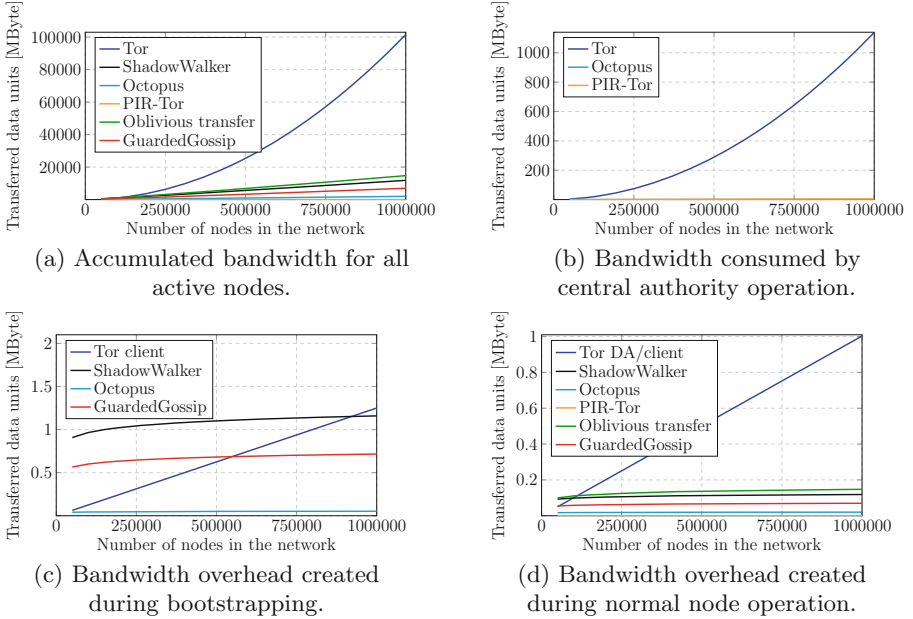 Transferred data units [MByte]
100000
80000
60000
40000
20000
Tor
ShadowWalker
Octopus
PIR-Tor
Oblivious transfer
GuardedGossip
0
250000
500000
750000
1000000
Number of nodes in the network
(a) Accumulated bandwidth for all
active nodes.
Transferred data units [MByte]
1000
800
600
400
200
Tor
Octopus
PIR-Tor
0
250000
500000
750000
1000000
Number of nodes in the network
(b) Bandwidth consumed by
central authority operation.
Transferred data units [MByte]
2
1.5
1
0.5
Tor client
ShadowWalker
Octopus
GuardedGossip
0
250000
500000
750000
1000000
Number of nodes in the network
(c) Bandwidth overhead created
during bootstrapping.
Transferred data units [MByte]
1
0.8
0.6
0.4
0.2
Tor DA/client
ShadowWalker
Octopus
PIR-Tor
Oblivious transfer
GuardedGossip
0
250000
500000
750000
1000000
Number of nodes in the network
(d) Bandwidth overhead created
during normal node operation.